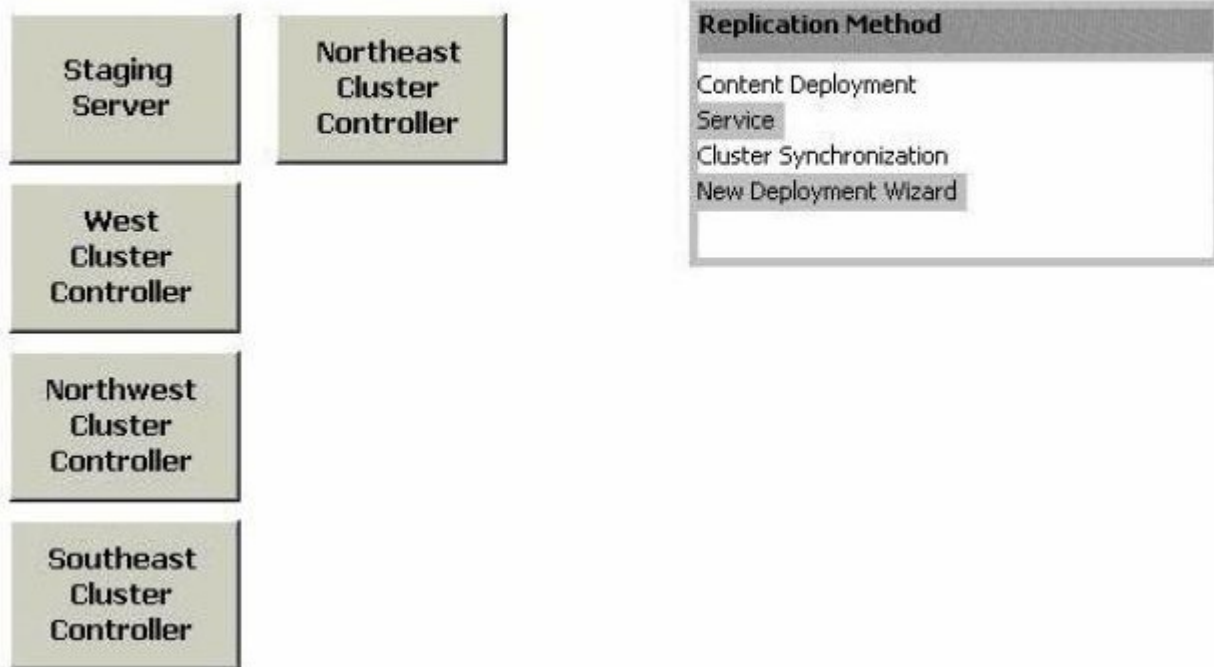 Staging
Server
Northeast
Cluster
Controller
West
Cluster
Controller
Northwest
Cluster
Controller
Southeast
Cluster
Controller
Replication Method
Content Deployment
Service
Cluster Synchronization
New Deployment Wizard